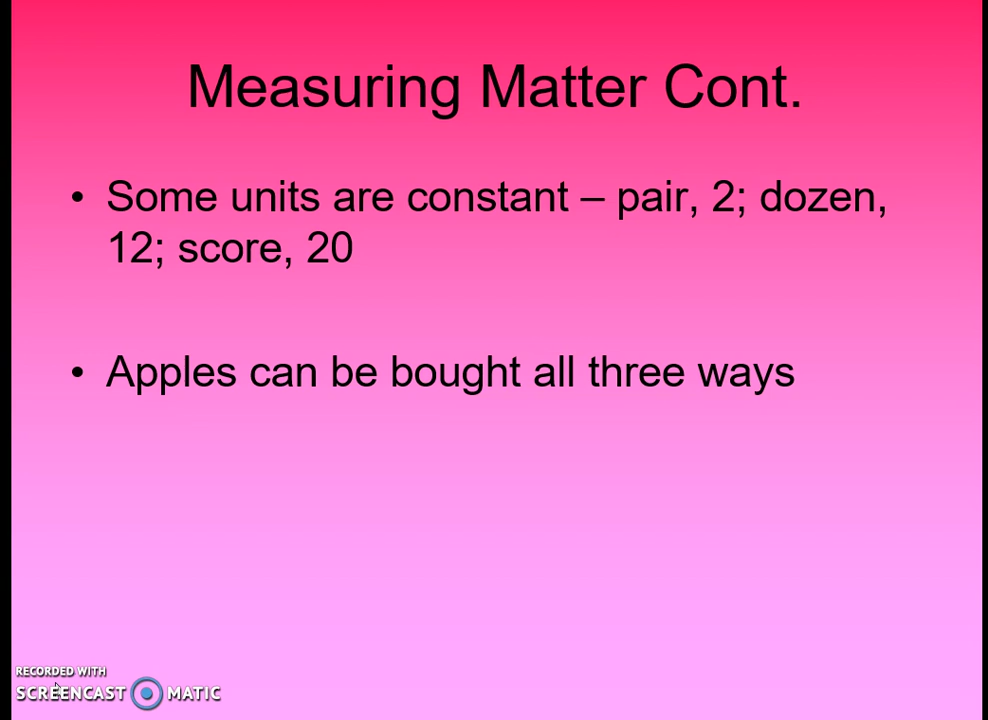 Measuring Matter Cont.
• Some units are constant – pair, 2; dozen,
12; score, 20
• Apples can be bought all three ways
RECORDED WITH
SCREENCAST MATIC